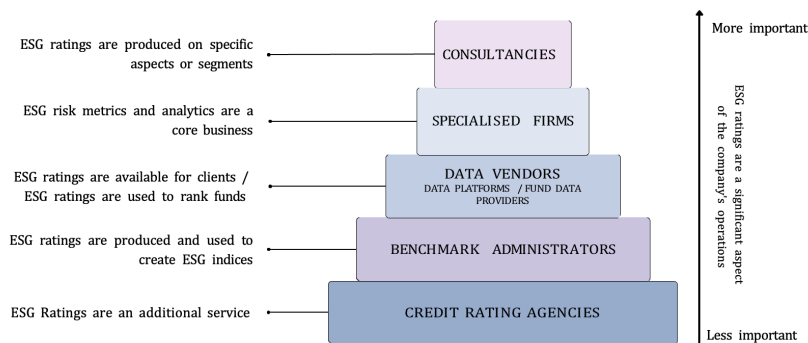 More important
ESG ratings are produced on specific
aspects or segments
CONSULTANCIES
ESG risk metrics and analytics are a
core business
SPECIALISED FIRMS
ESG ratings are available for clients /
ESG ratings are used to rank funds
DATA VENDORS
DATA PLATFORMS / FUND DATA
PROVIDERS
ESG ratings are produced and used to
create ESG indices
BENCHMARK ADMINISTRATORS
ESG Ratings are an additional service
CREDIT RATING AGENCIES
ESG ratings are a significant aspect
of the company's operations
Less important